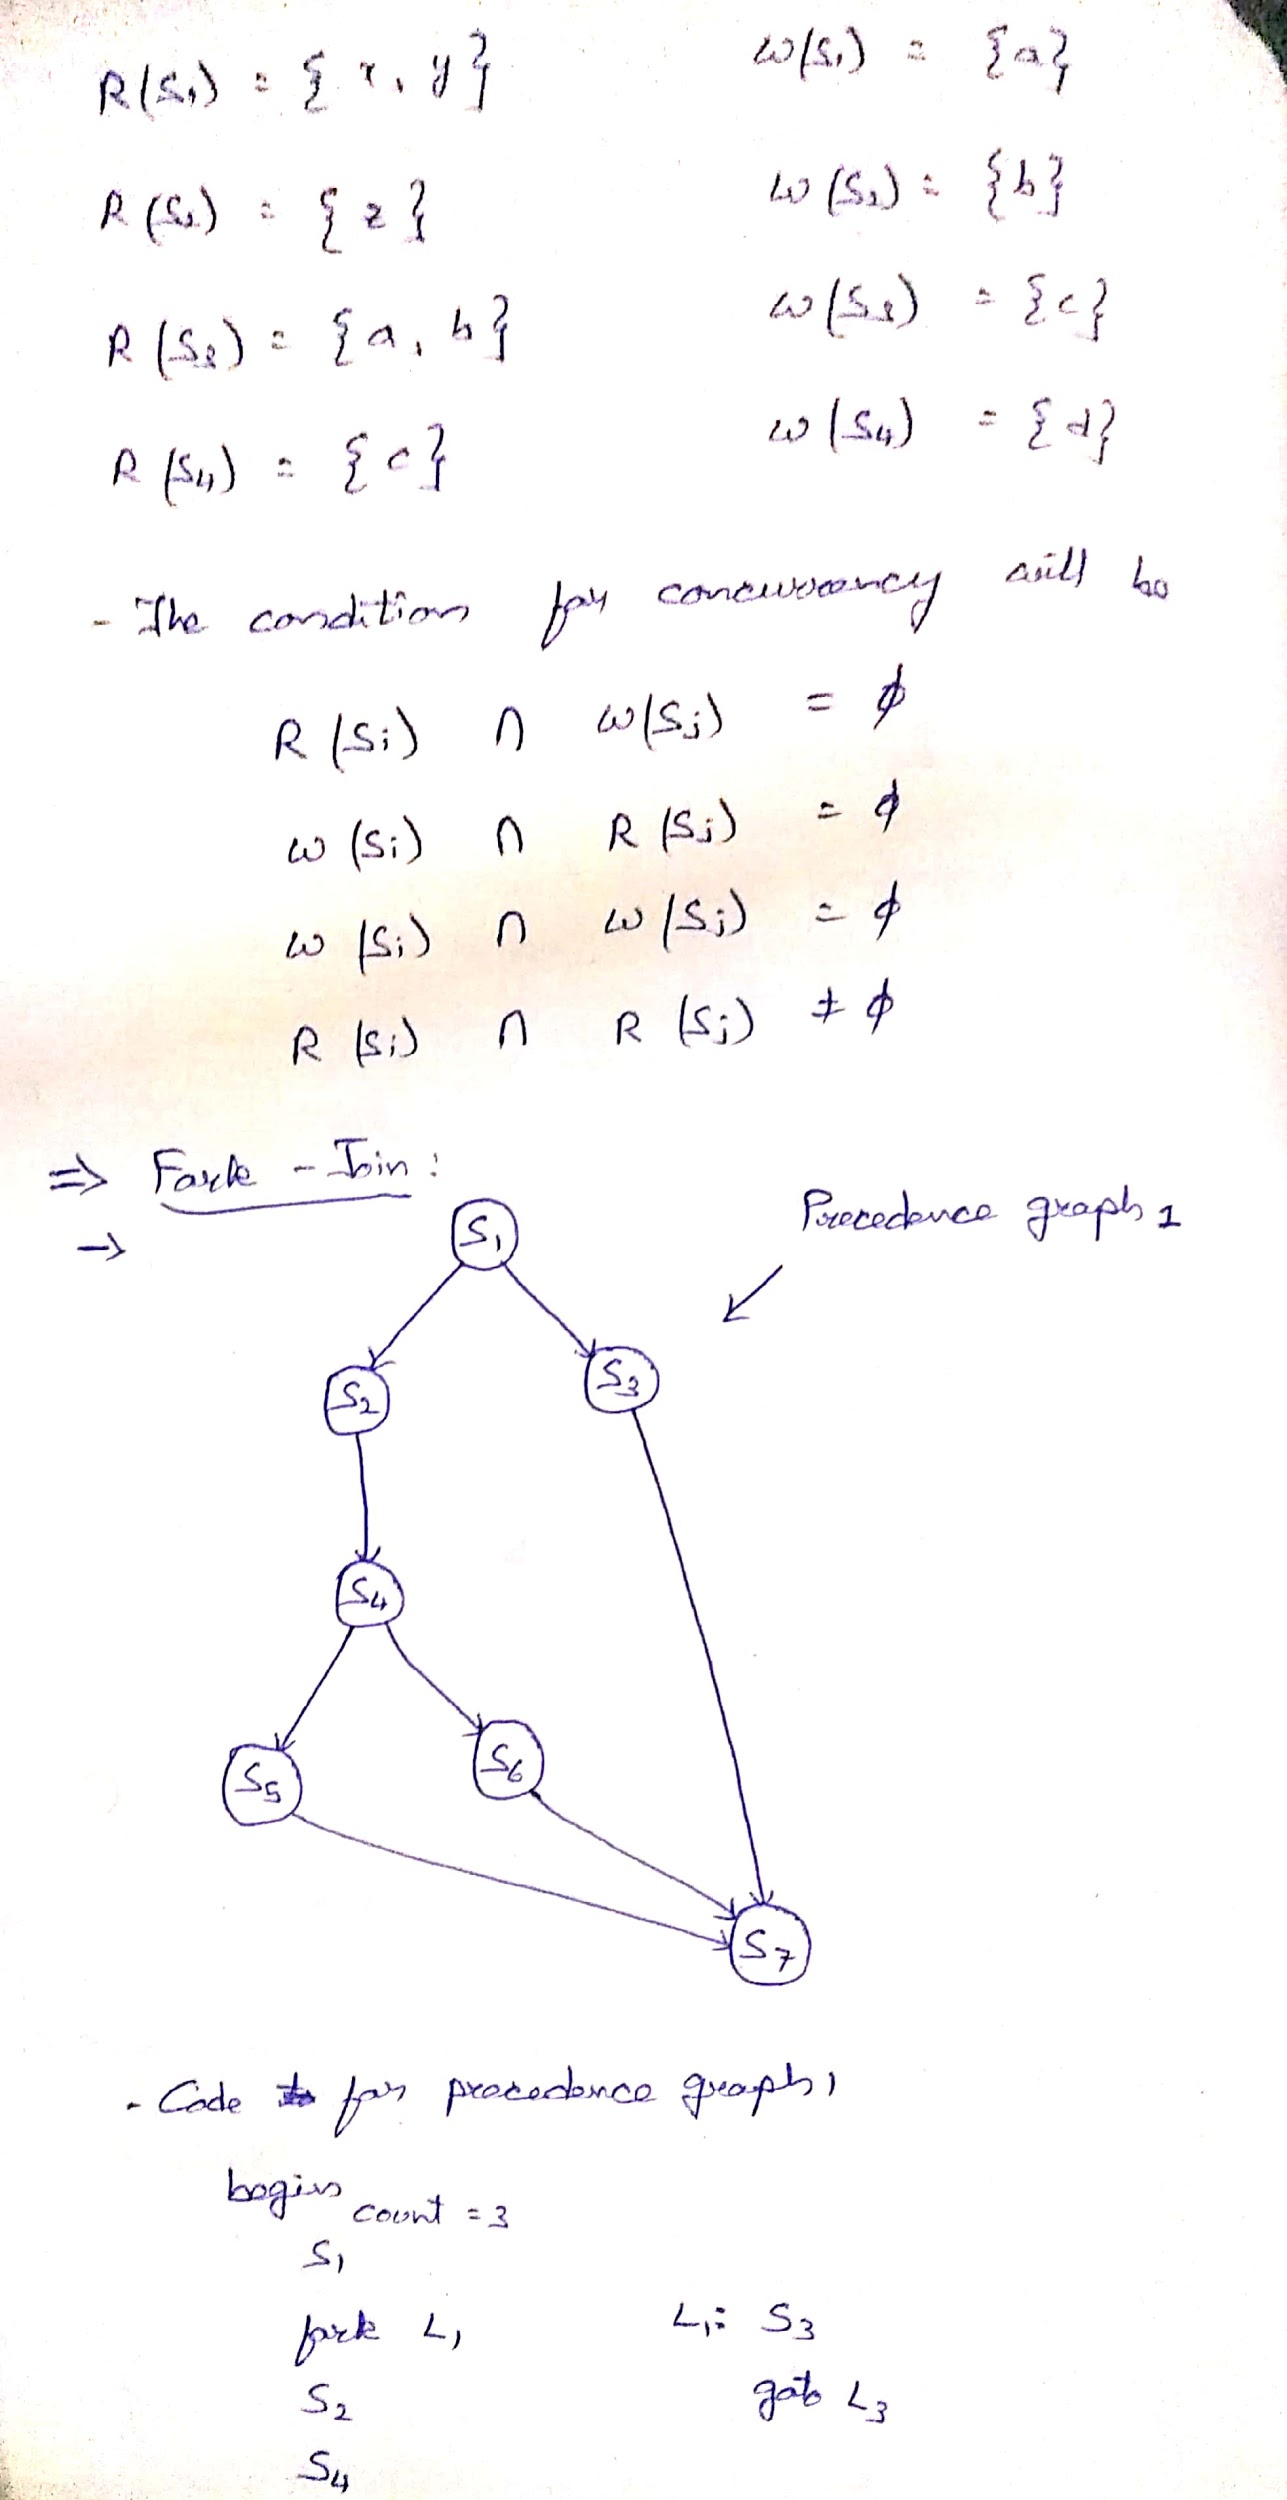 R(S1) = {x, y}    W(S1) = {a}
R(S2) = {z}    W(S2) = {b}
R(S3) = {a, b}    W(S3) = {c}
R(S4) = {c}    W(S4) = {d}
- The condition for concurrency will be
R(Si) ∩ W(Sj) = ϕ
W(Si) ∩ R(Sj) = ϕ
W(Si) ∩ W(Sj) = ϕ
R(Si) ∩ R(Sj) ≠ ϕ
⇒ Fork - Join :
→
Precedence graph 1
S1
S2
S3
S4
S5
S6
S7
- Code for precedence graph 1
begin
count = 3
S1
fork L1    L1: S3
S2    goto L3
S4